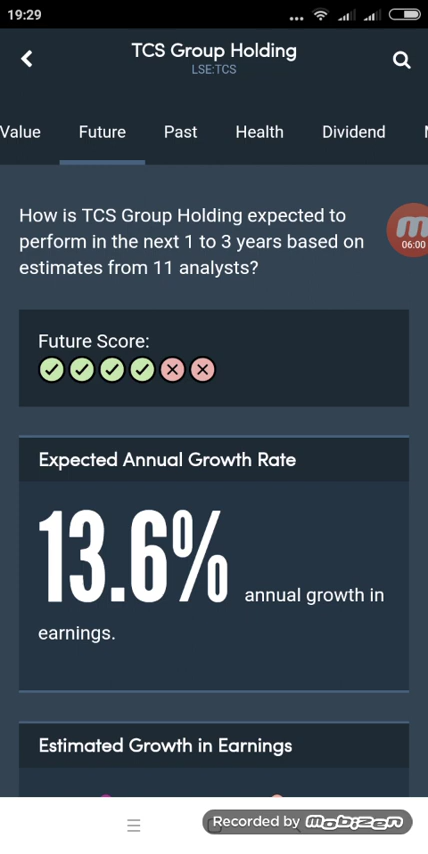 19:29
TCS Group Holding
LSE:TCS
Value Future Past Health Dividend
How is TCS Group Holding expected to
perform in the next 1 to 3 years based on
estimates from 11 analysts?
06:00
Future Score:
Expected Annual Growth Rate
13.6% annual growth in
earnings.
Estimated Growth in Earnings
Recorded by mobizen